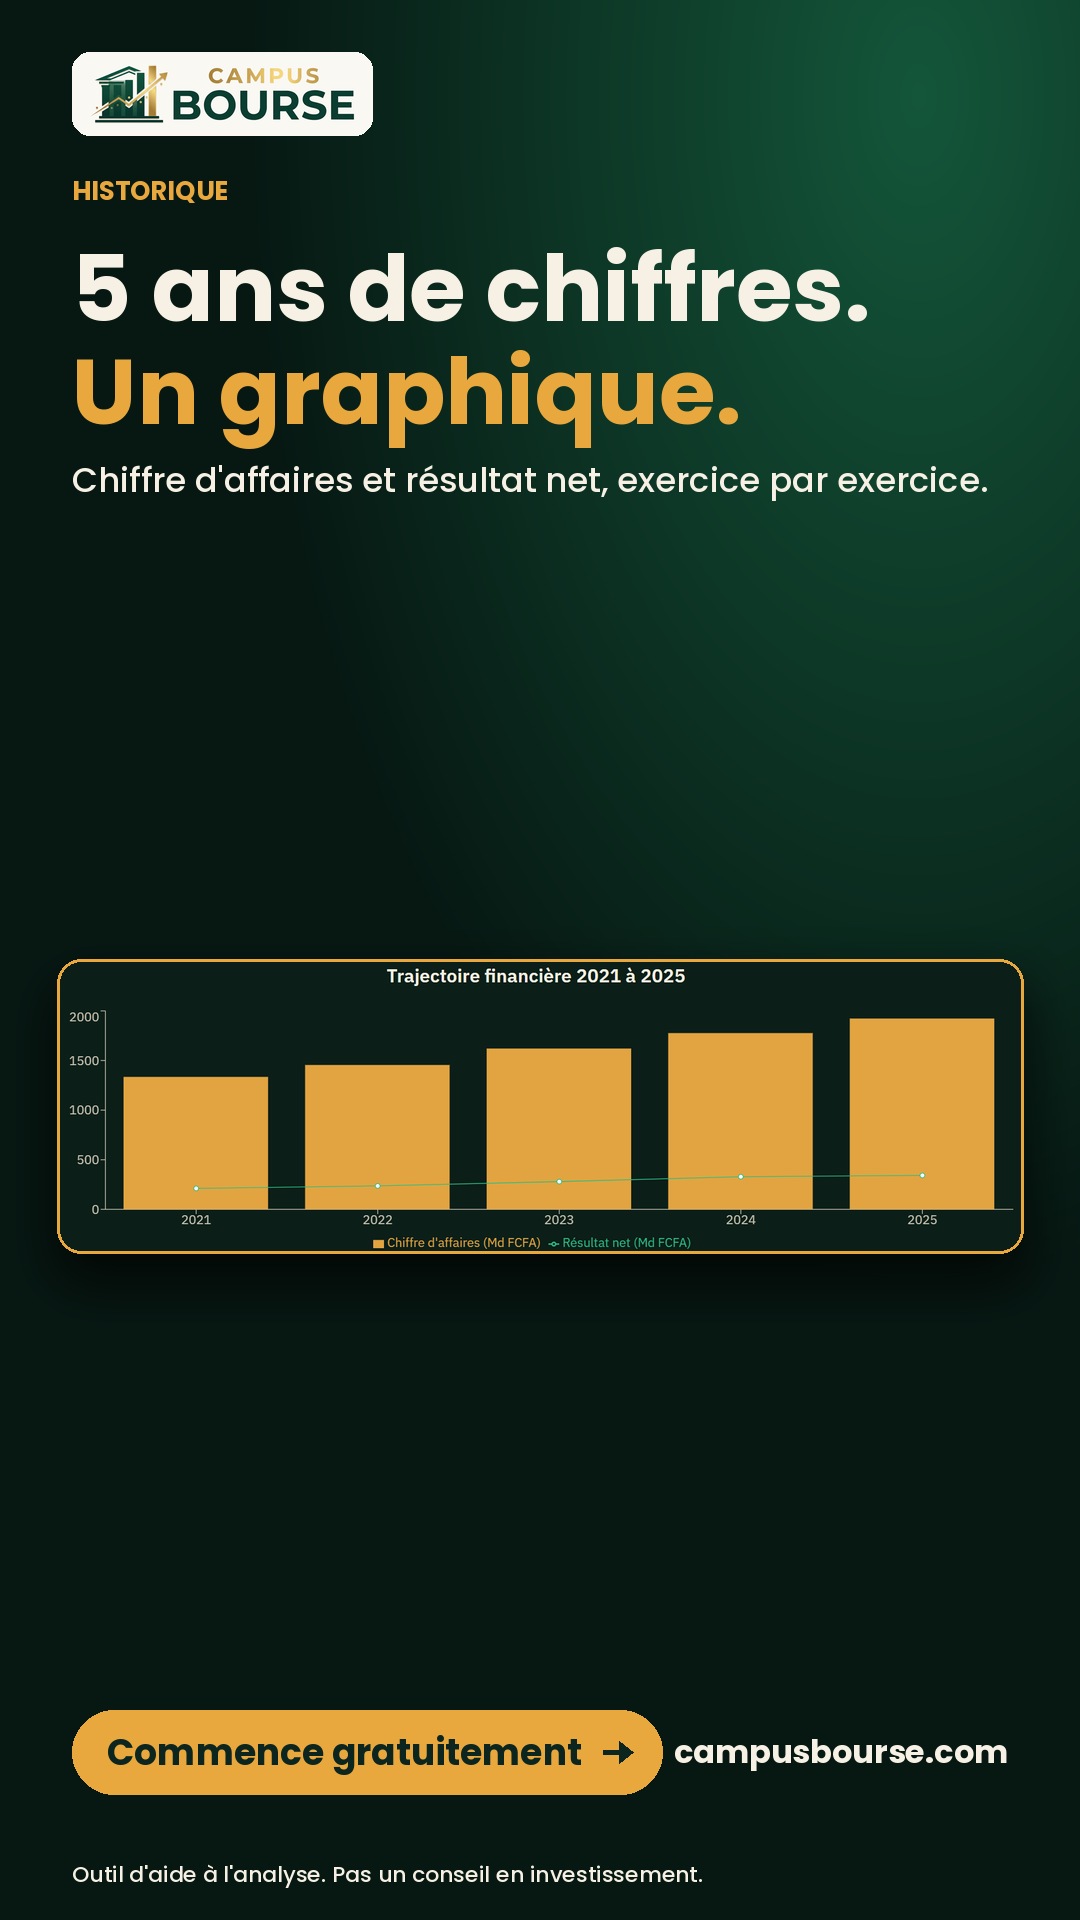 CAMPUS
BOURSE
HISTORIQUE
5 ans de chiffres.
Un graphique.
Chiffre d'affaires et résultat net, exercice par exercice.
Trajectoire financière 2021 à 2025
2000
1500
1000
500
0
2021 2022 2023 2024 2025
Chiffre d'affaires (Md FCFA) Résultat net (Md FCFA)
Commence gratuitement → campusbourse.com
Outil d'aide à l'analyse. Pas un conseil en investissement.